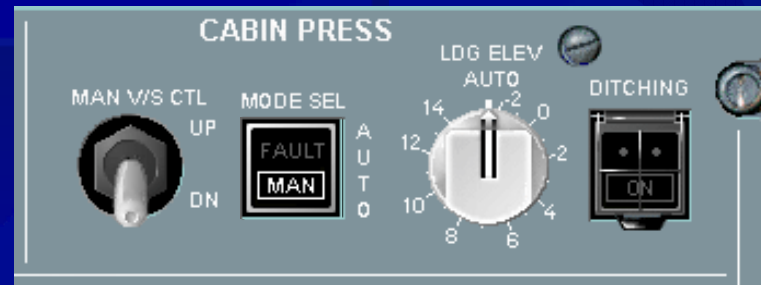 CABIN PRESS
LDG ELEV
AUTO
MAN V/S CTL
UP
DN
MODE SEL
FAULT
MAN
AUTO
-2
0
2
4
6
8
10
12
14
DITCHING
ON